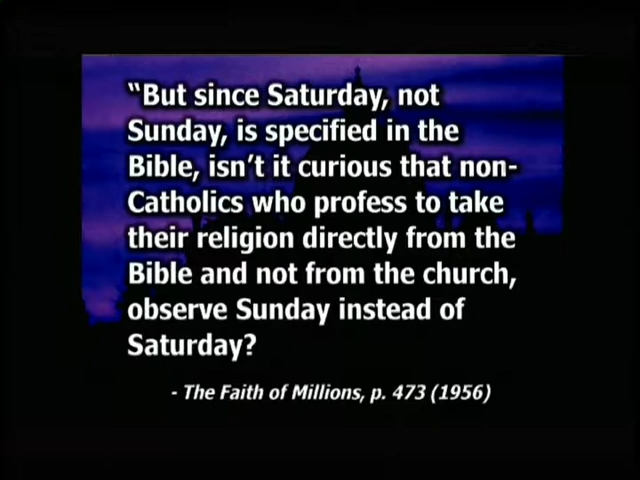 “But since Saturday, not
Sunday, is specified in the
Bible, isn’t it curious that non-
Catholics who profess to take
their religion directly from the
Bible and not from the church,
observe Sunday instead of
Saturday?
- The Faith of Millions, p. 473 (1956)